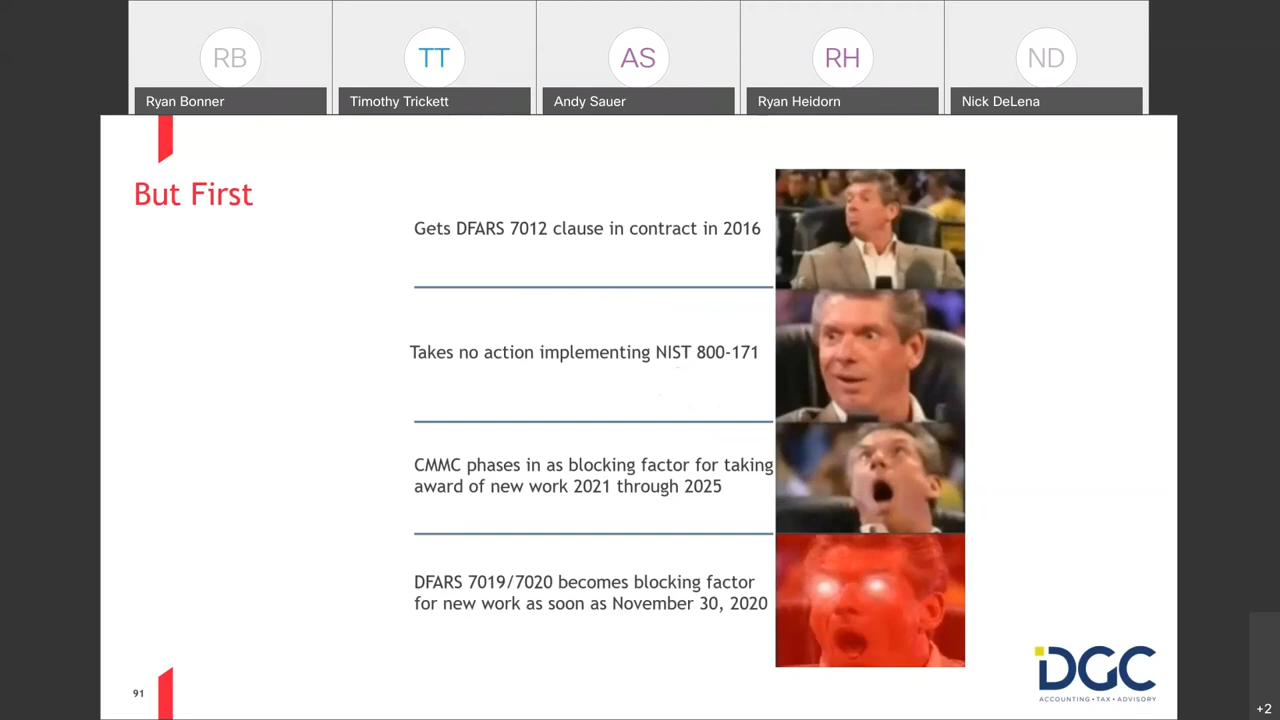 RB
TT
AS
RH
ND
Ryan Bonner
Timothy Trickett
Andy Sauer
Ryan Heidorn
Nick DeLena
But First
Gets DFARS 7012 clause in contract in 2016
Takes no action implementing NIST 800-171
CMMC phases in as blocking factor for taking
award of new work 2021 through 2025
DFARS 7019/7020 becomes blocking factor
for new work as soon as November 30, 2020
91
DGC
ACCOUNTING • TAX • ADVISORY
+2